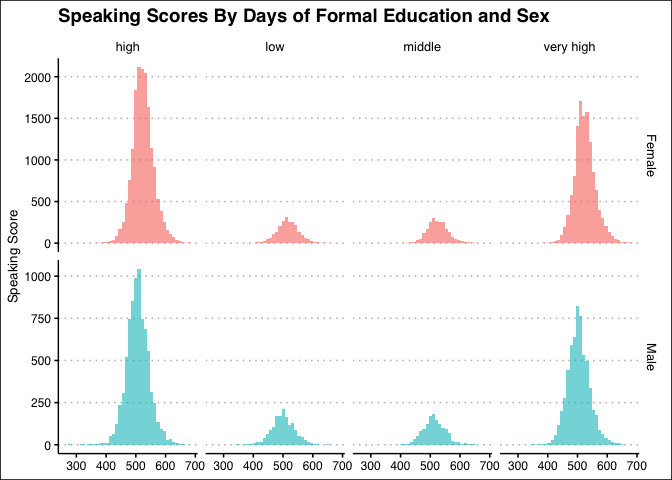 Speaking Scores By Days of Formal Education and Sex
high low middle very high
2000
1500
1000
500
0
Female
Speaking Score
1000
750
500
250
0
Male
300 400 500 600 700 300 400 500 600 700 300 400 500 600 700 300 400 500 600 700